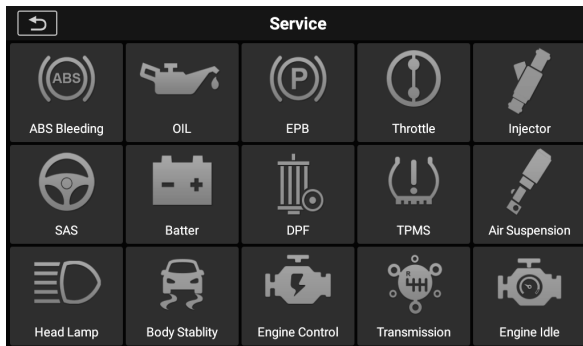 Service
ABS
ABS Bleeding
OIL
P
EPB
Throttle
Injector
SAS
Batter
DPF
TPMS
Air Suspension
Head Lamp
Body Stablity
Engine Control
Transmission
Engine Idle